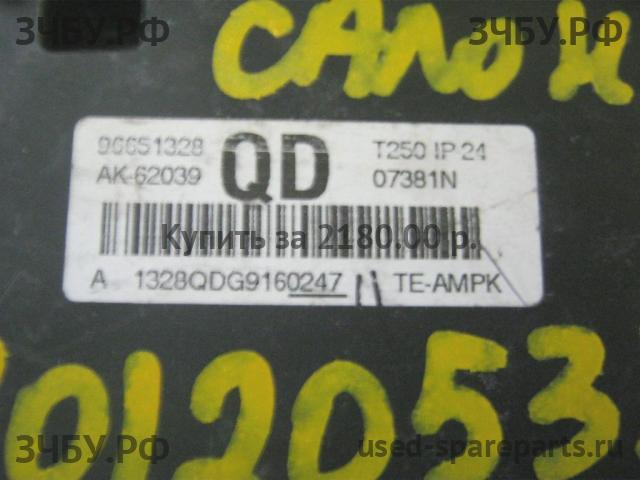 ЗЧБУ.РФ ЗЧБУ.РФ
САЛОН
96651328 QD T250 IP 24
AK-62039 07381N
Купить за 2180.00 р.
A 1328QDG9160247 TE-AMPK
012053
ЗЧБУ.РФ used-spareparts.ru